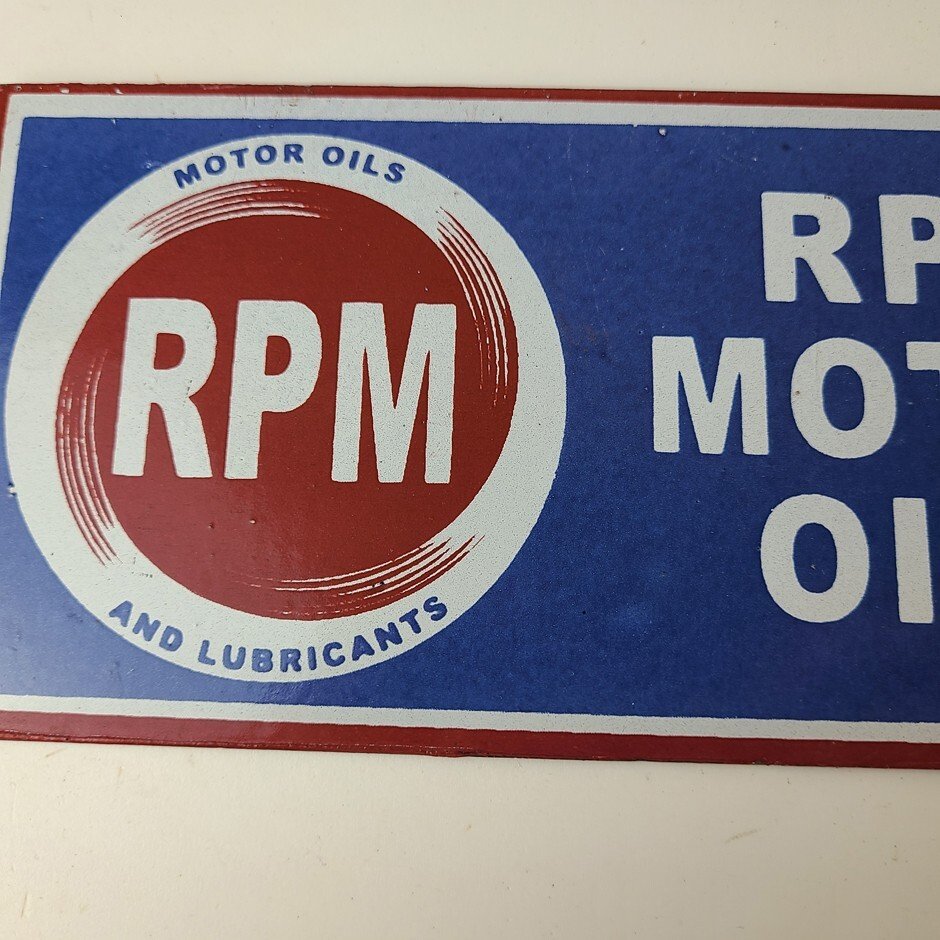 MOTOR OILS
RPM
AND LUBRICANTS
RP
MOT
OI